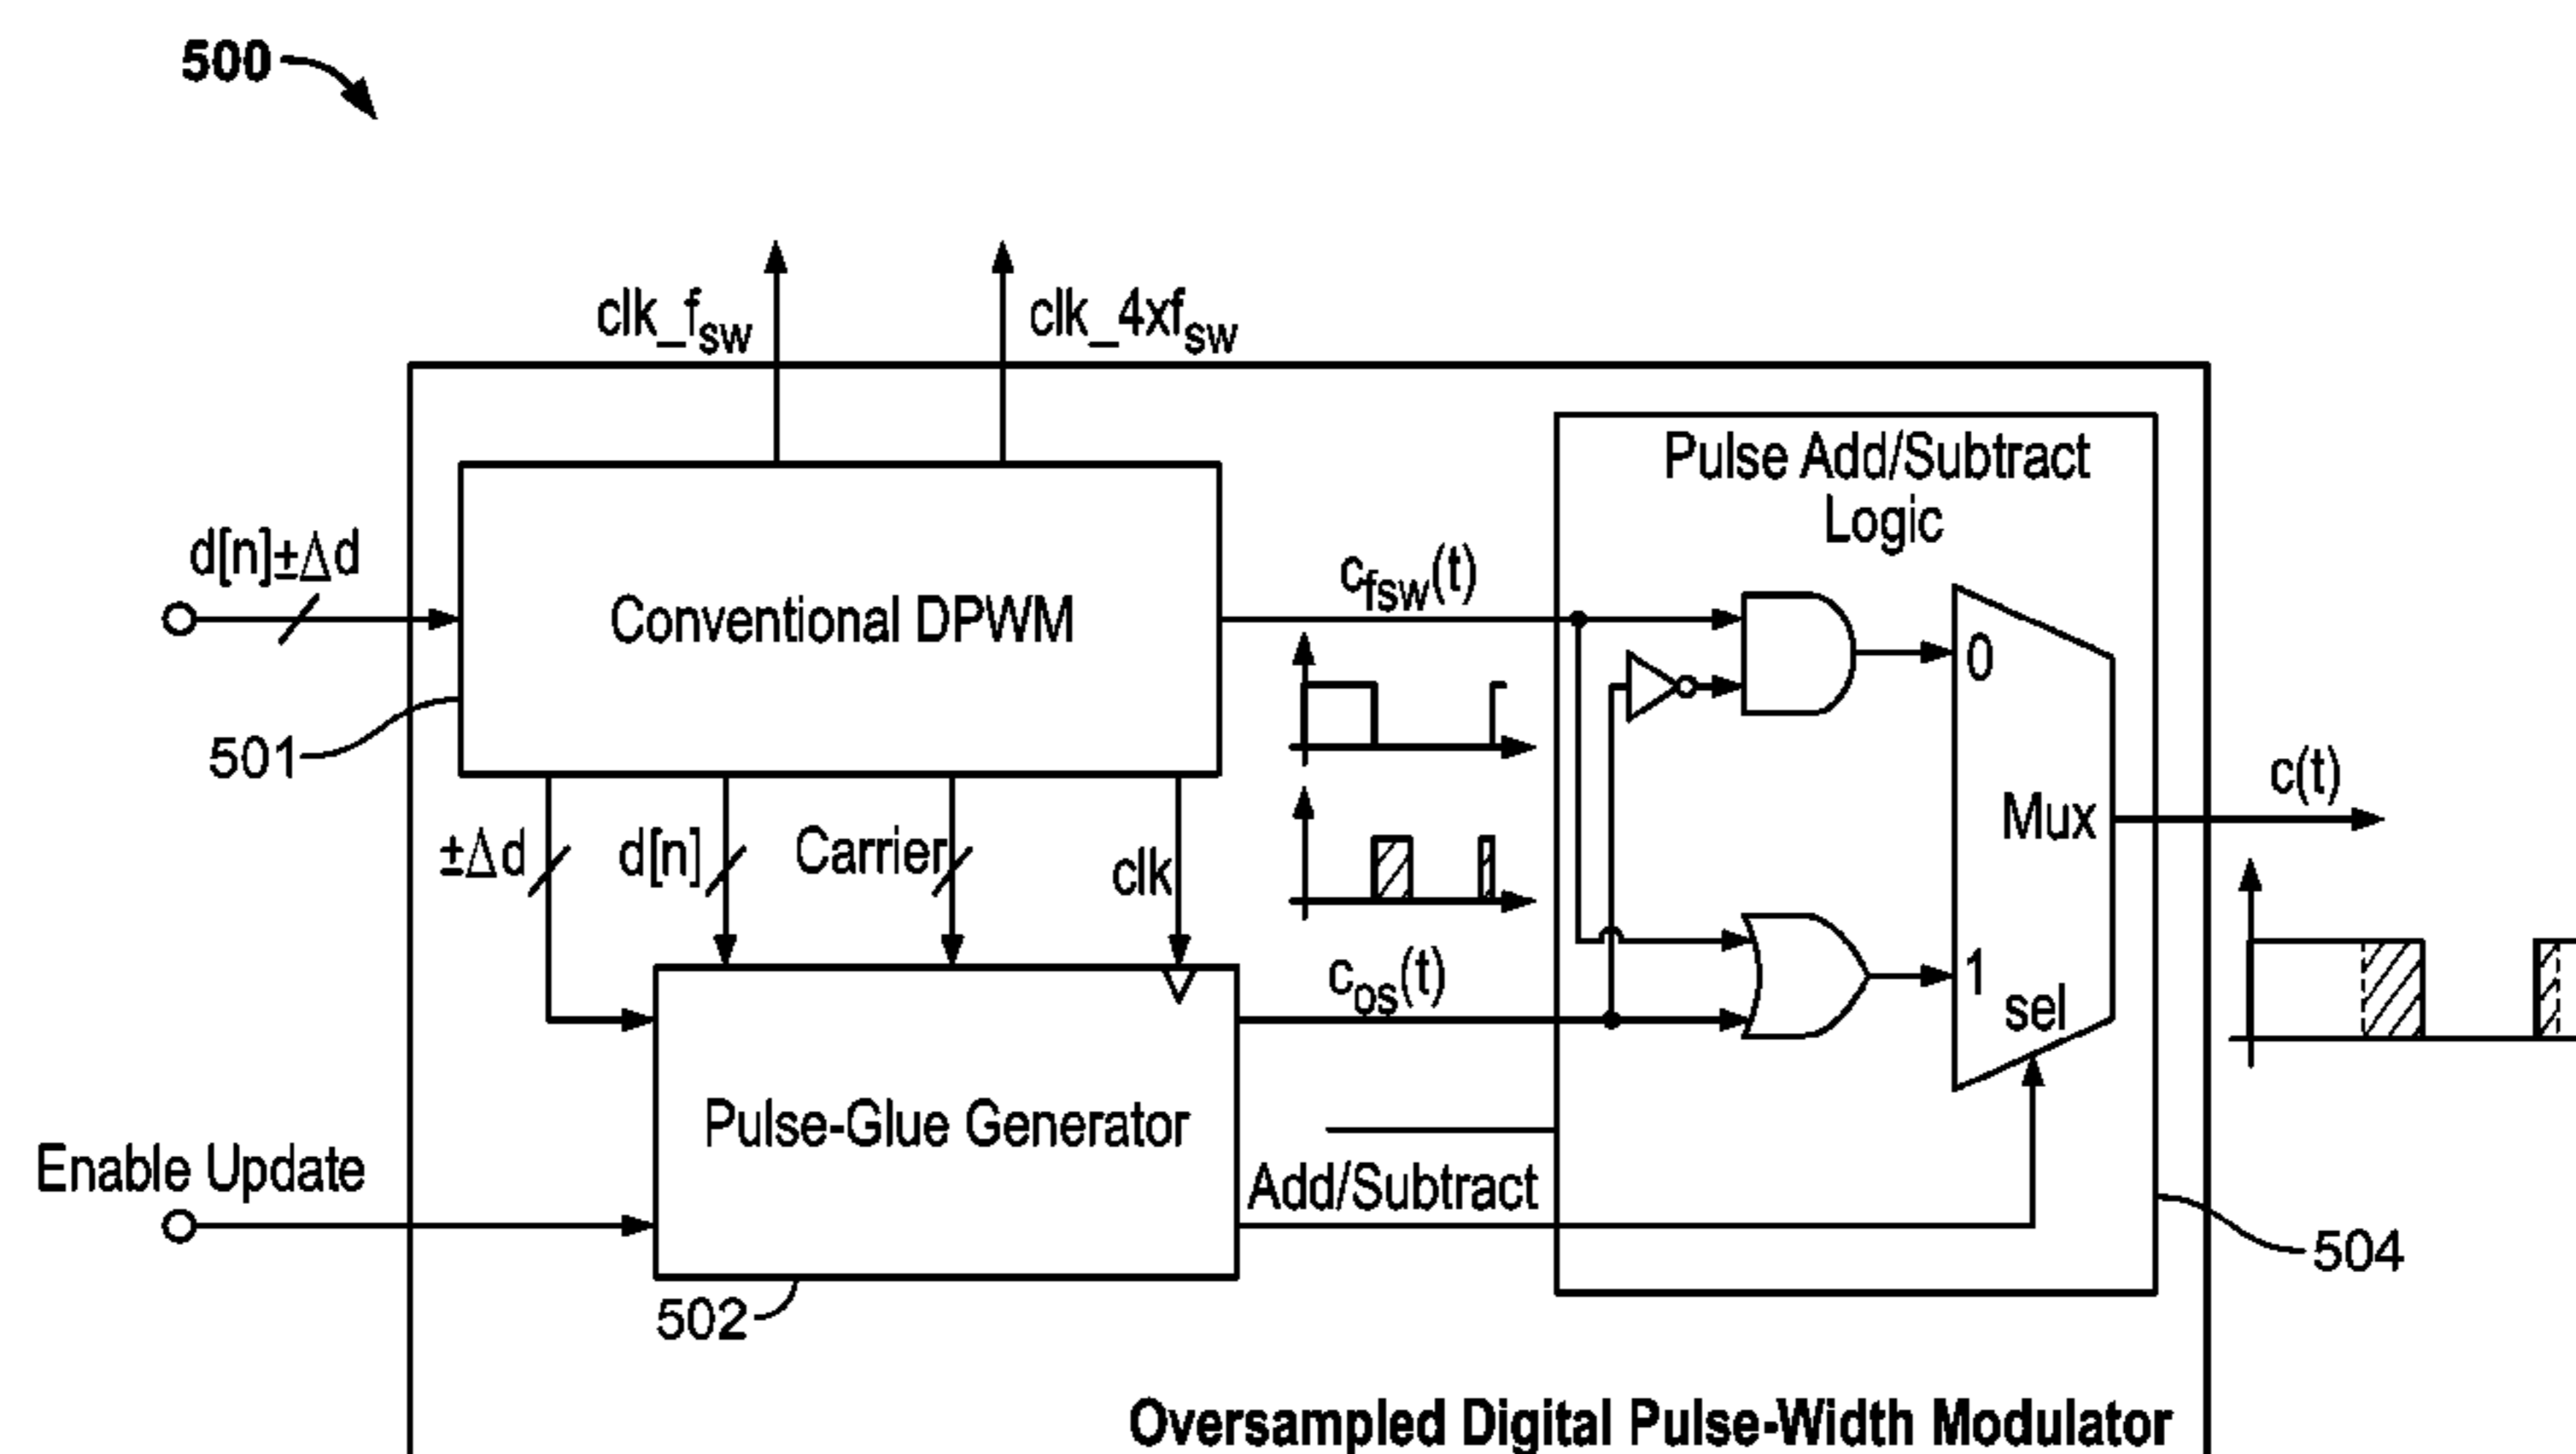 500
clk_fsw
clk_4xfsw
Pulse Add/Subtract
Logic
d[n]±Δd
Conventional DPWM
cfsw(t)
0
501
c(t)
Mux
±Δd
d[n]
Carrier
clk
cos(t)
1
sel
Pulse-Glue Generator
Enable Update
Add/Subtract
504
502
Oversampled Digital Pulse-Width Modulator